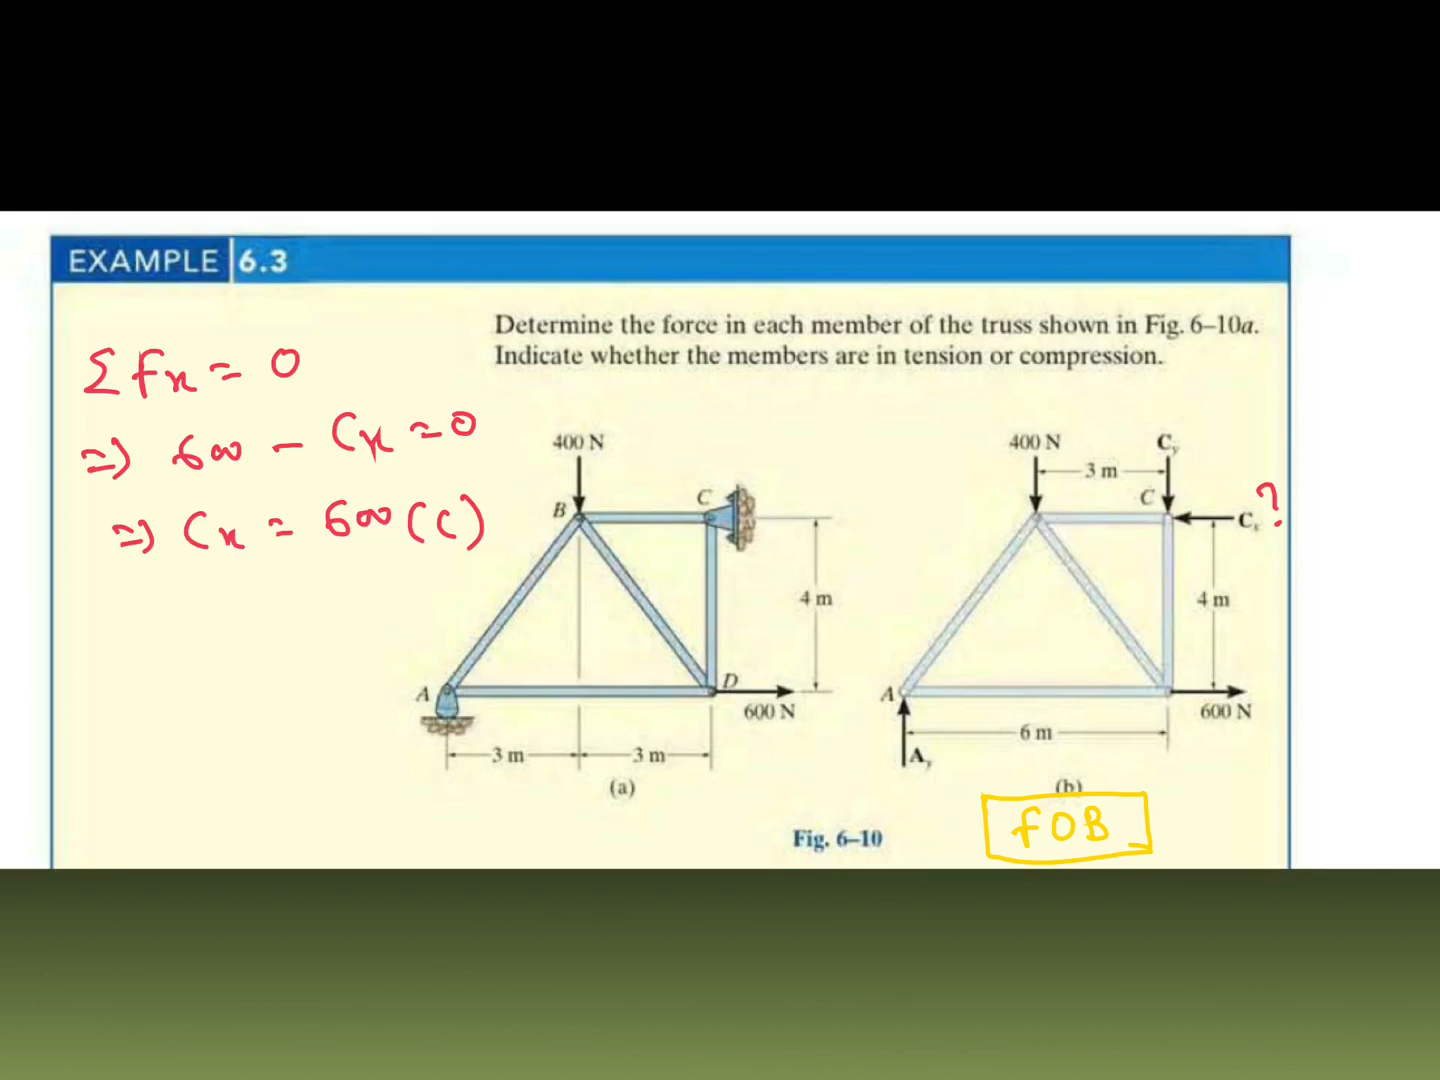 EXAMPLE 6.3
Determine the force in each member of the truss shown in Fig. 6–10a.
Indicate whether the members are in tension or compression.
Σfx = 0
⇒ 600 − Cx = 0
⇒ Cx = 600 (C)
400 N
B
C
4 m
A
D
600 N
3 m
3 m
(a)
400 N
Cy
3 m
C
Cx ?
4 m
A
600 N
6 m
Ay
(b)
Fig. 6–10
fOB